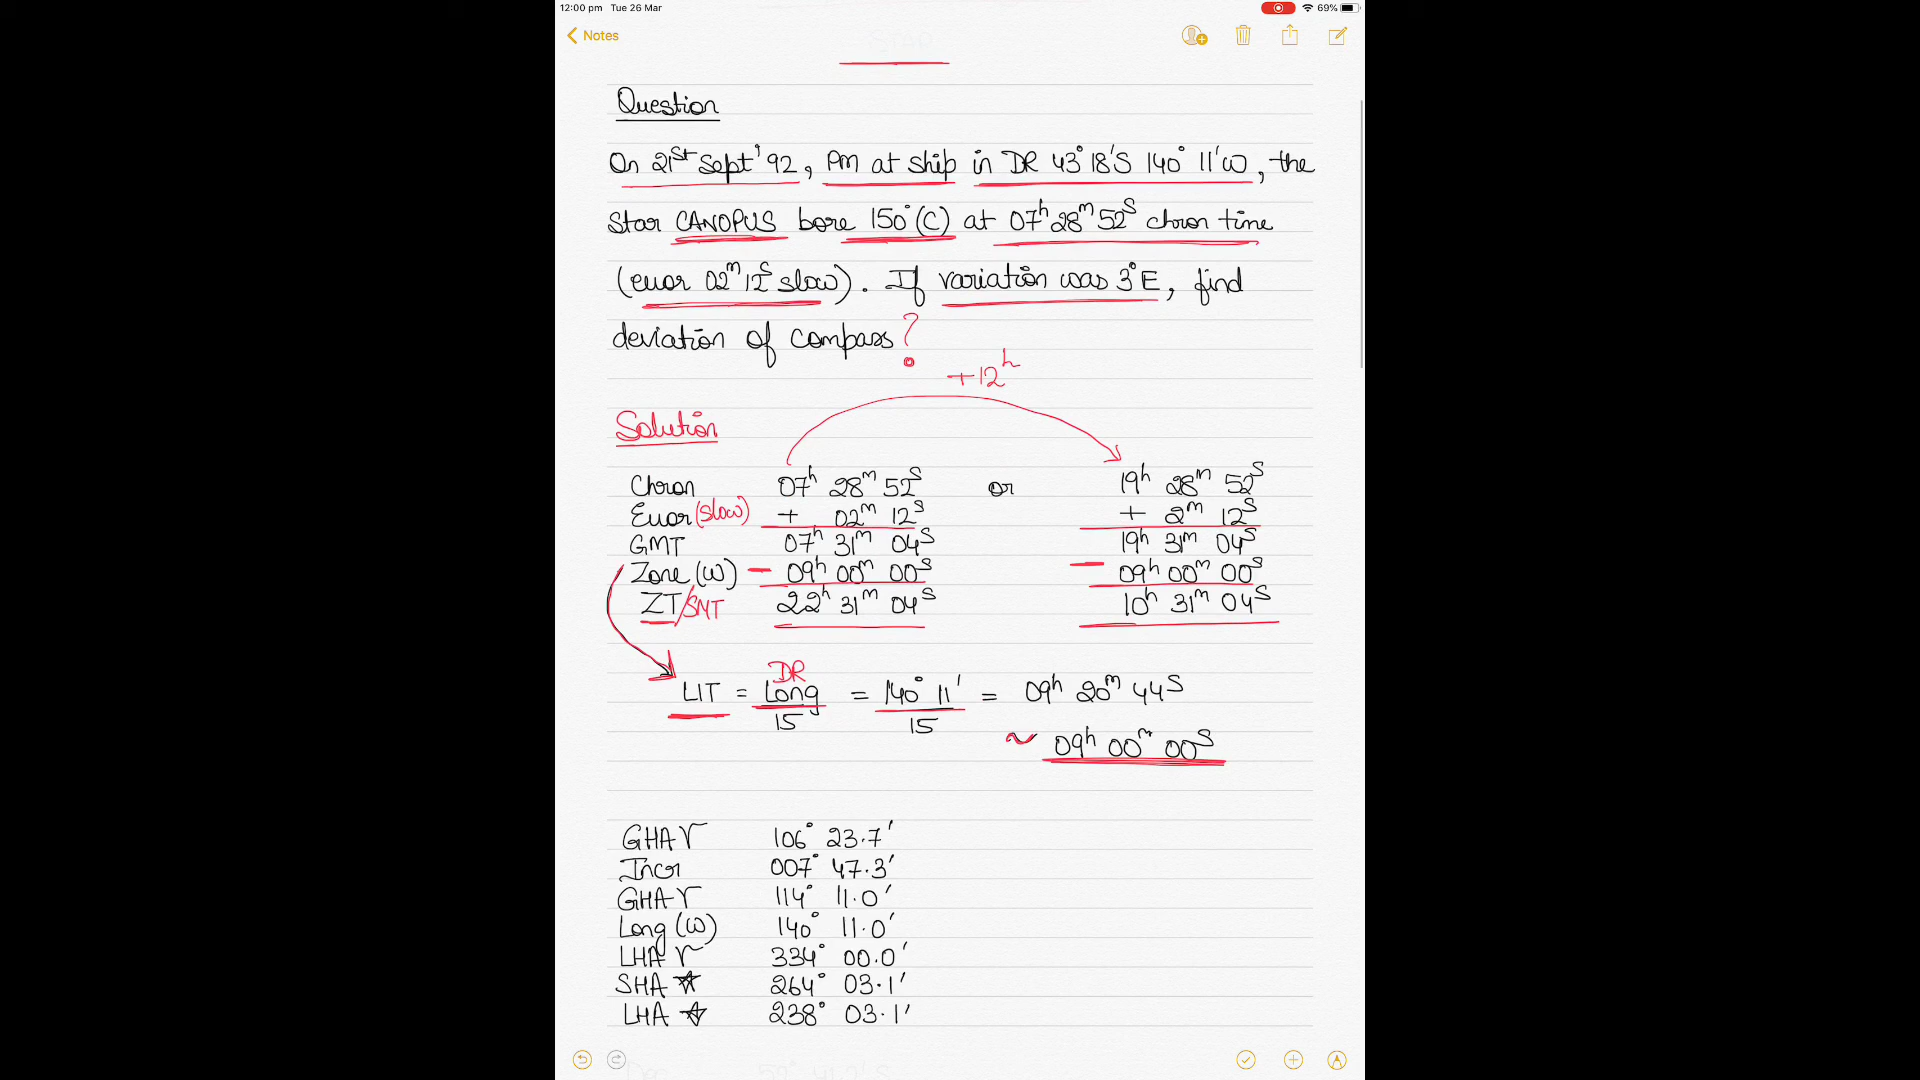 12:00 pm Tue 26 Mar 69%
Notes
Question
On 21st Sept' 92, PM at ship in DR 43° 18'S 140° 11'W, the
Star CANOPUS bore 150°(C) at 07h 28m 52s chron time
(error 02m 12s slow). If variation was 3°E, find
deviation of compass?
+12h
Solution
Chron 07h 28m 52s or 19h 28m 52s
Error (slow) + 02m 12s + 2m 12s
GMT 07h 31m 04s 19h 31m 04s
Zone (W) - 09h 00m 00s - 09h 00m 00s
ZT/SMT 22h 31m 04s 10h 31m 04s
DR
LIT = Long = 140° 11' = 09h 20m 44s
15 15
~ 09h 00m 00s
GHA ♈ 106° 23.7'
Incr 007° 47.3'
GHA ♈ 114° 11.0'
Long (W) 140° 11.0'
LHA ♈ 334° 00.0'
SHA ☆ 264° 03.1'
LHA ☆ 238° 03.1'